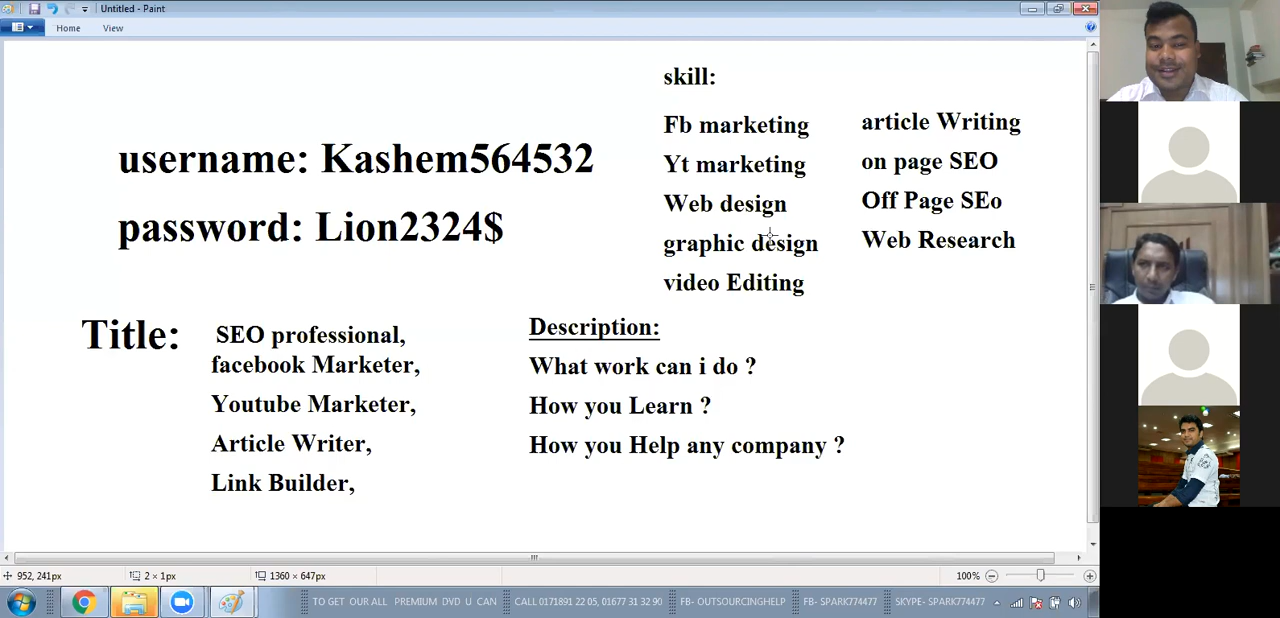 Untitled - Paint
Home
View
skill:
Fb marketing
Yt marketing
Web design
graphic design
video Editing
article Writing
on page SEO
Off Page SEo
Web Research
username: Kashem564532
password: Lion2324$
Title:
SEO professional,
facebook Marketer,
Youtube Marketer,
Article Writer,
Link Builder,
Description:
What work can i do ?
How you Learn ?
How you Help any company ?
952, 241px
2 × 1px
1360 × 647px
100%
TO GET OUR ALL PREMIUM DVD U CAN
CALL 0171891 22 05, 01677 31 32 90
FB- OUTSOURCINGHELP
FB- SPARK774477
SKYPE- SPARK774477